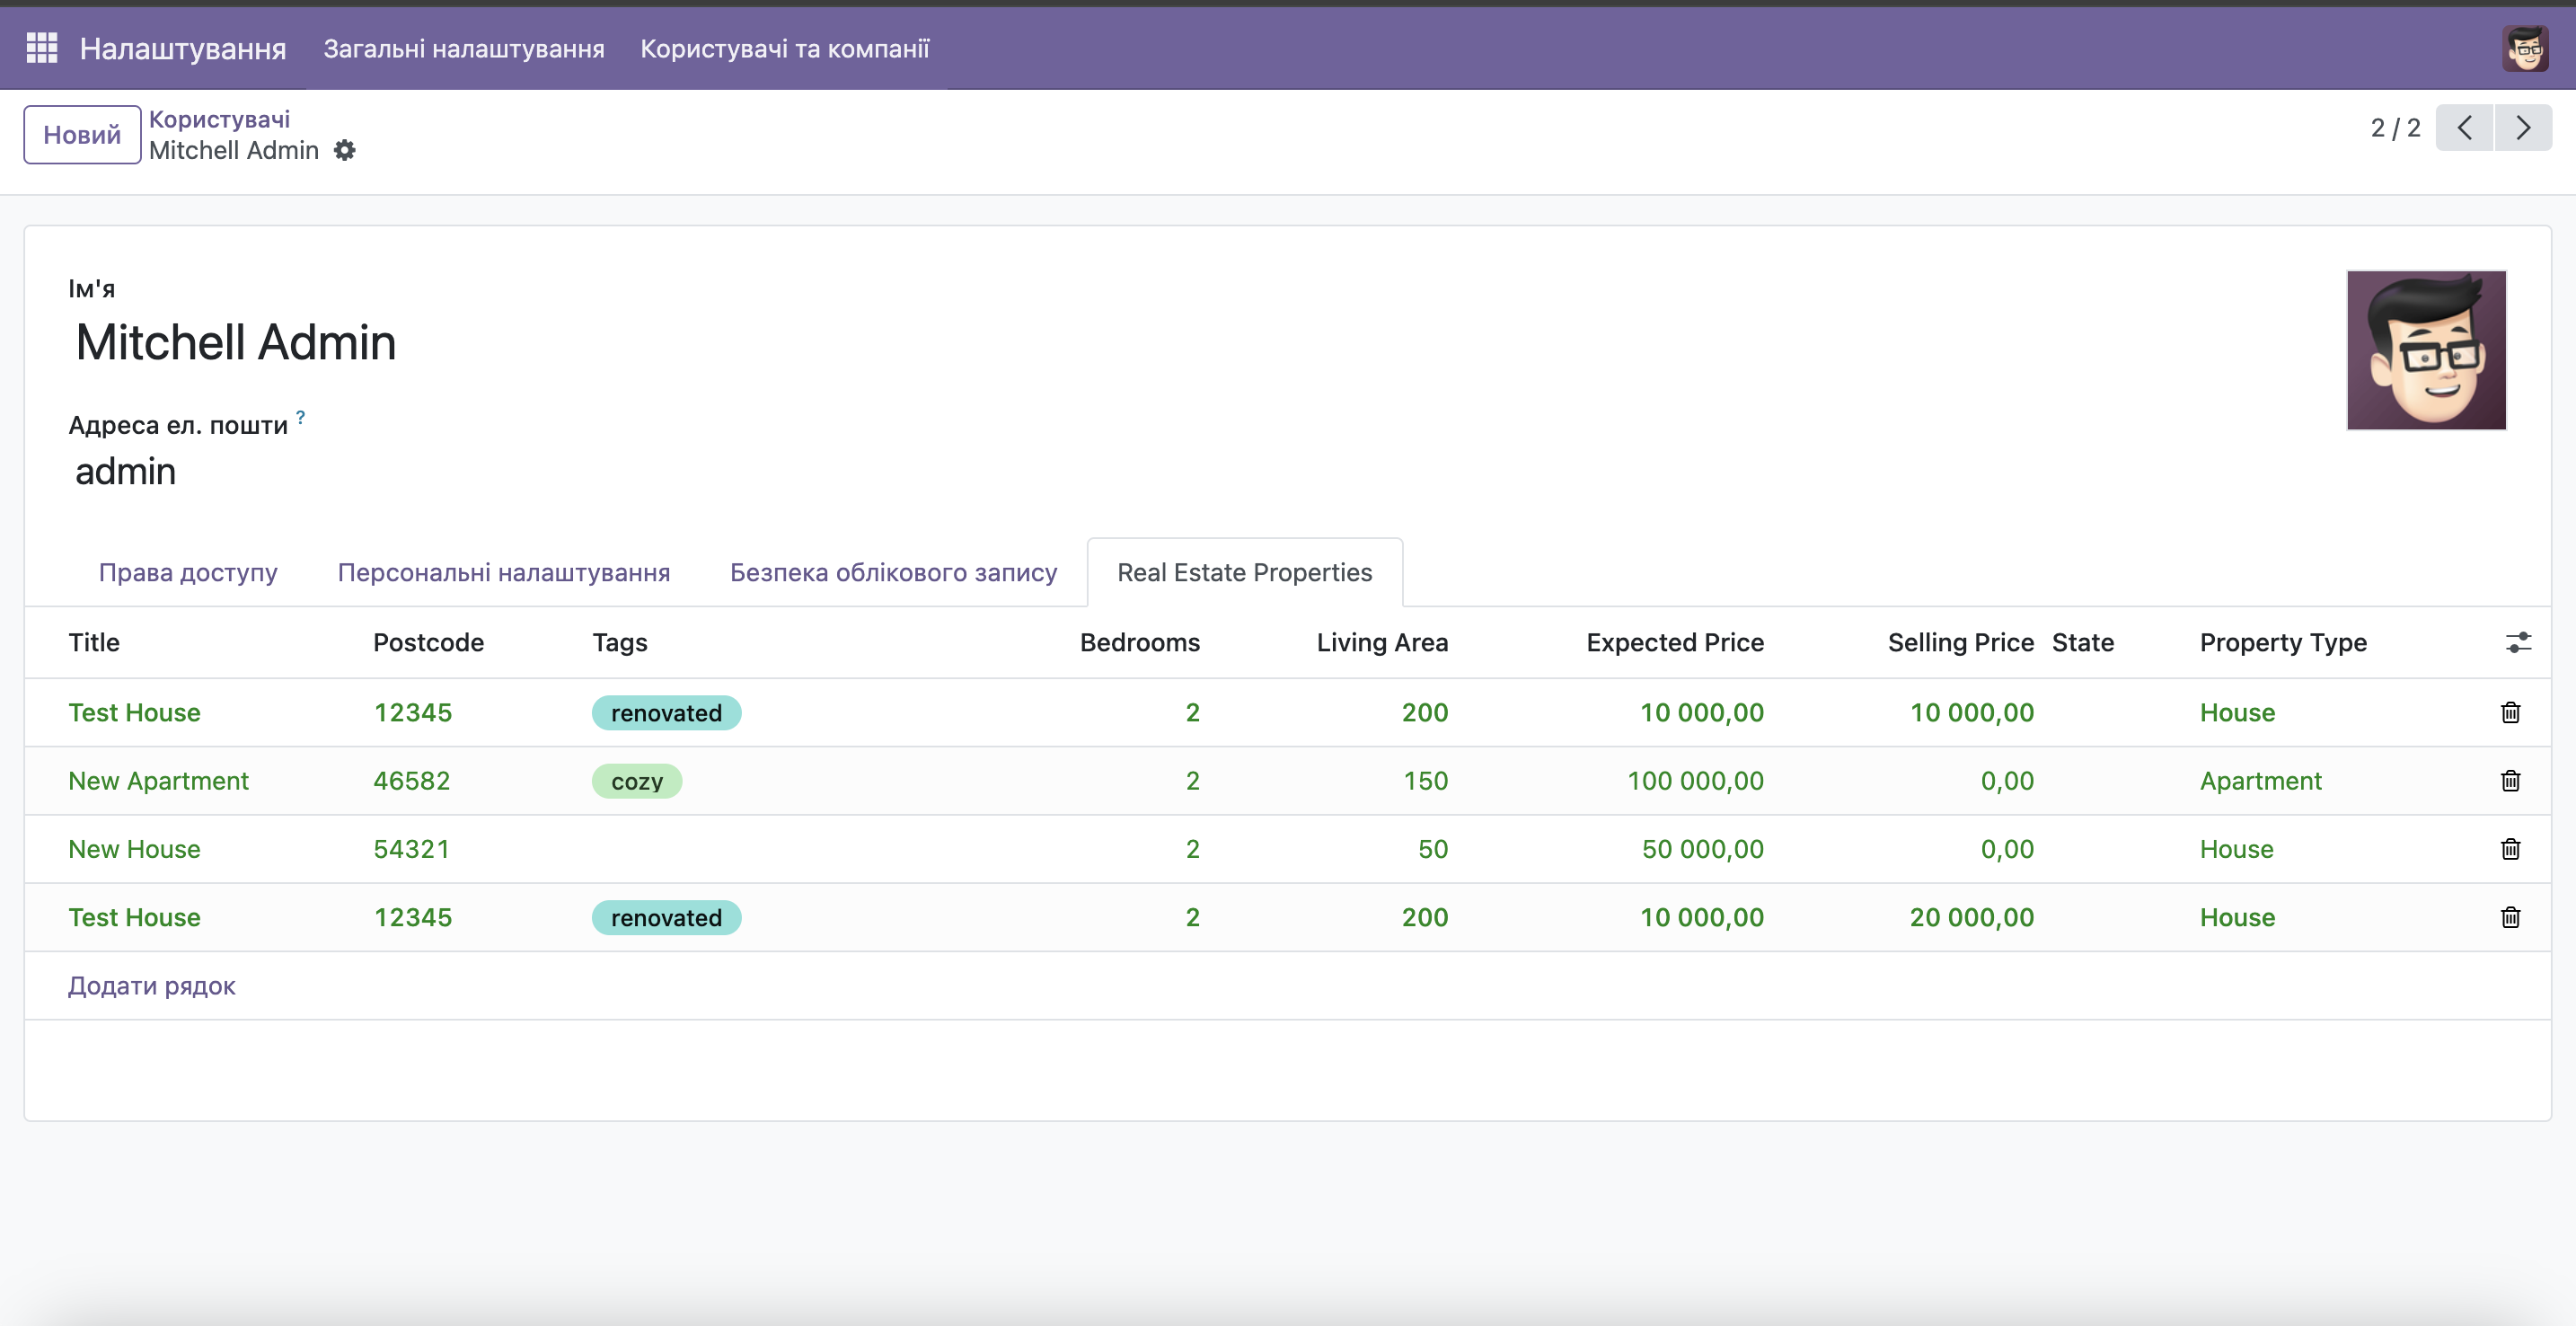 Налаштування Загальні налаштування Користувачі та компанії
Новий
Користувачі
Mitchell Admin
2 / 2
Ім'я
Mitchell Admin
Адреса ел. пошти ?
admin
Права доступу Персональні налаштування Безпека облікового запису Real Estate Properties
Title Postcode Tags Bedrooms Living Area Expected Price Selling Price State Property Type
Test House 12345 renovated 2 200 10 000,00 10 000,00 House
New Apartment 46582 cozy 2 150 100 000,00 0,00 Apartment
New House 54321 2 50 50 000,00 0,00 House
Test House 12345 renovated 2 200 10 000,00 20 000,00 House
Додати рядок